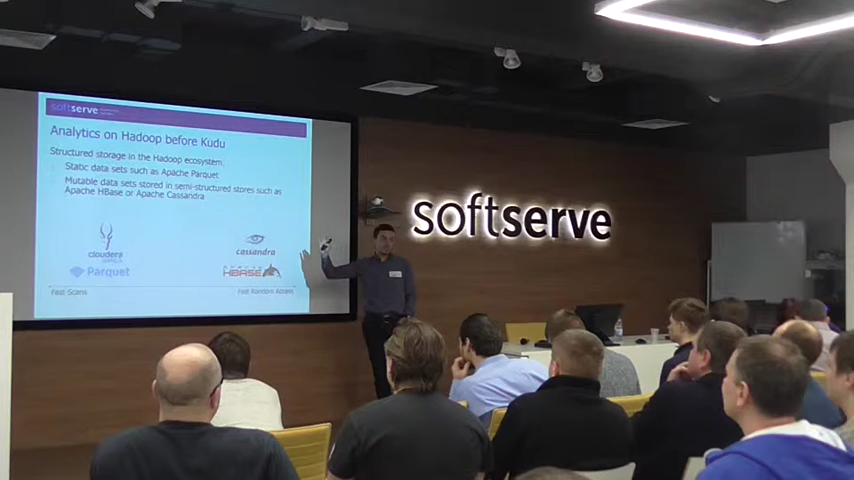 softserve
Analytics on Hadoop before Kudu
Structured storage in the Hadoop ecosystem
Static data sets such as Apache Parquet
Mutable data sets stored in semi-structured stores such as
Apache HBase or Apache Cassandra
cloudera
Parquet
cassandra
APACHE
HBASE
Fast Scans
Fast Random Access
softserve